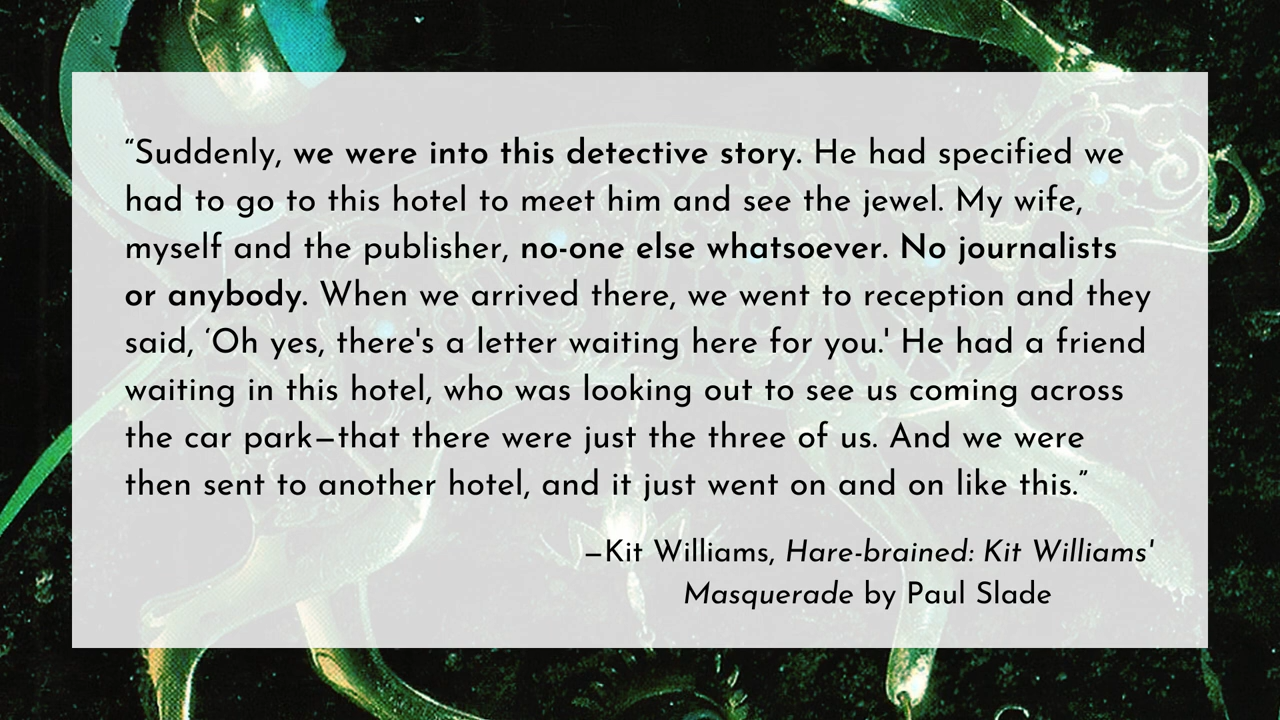 “Suddenly, we were into this detective story. He had specified we
had to go to this hotel to meet him and see the jewel. My wife,
myself and the publisher, no-one else whatsoever. No journalists
or anybody. When we arrived there, we went to reception and they
said, ‘Oh yes, there's a letter waiting here for you.' He had a friend
waiting in this hotel, who was looking out to see us coming across
the car park—that there were just the three of us. And we were
then sent to another hotel, and it just went on and on like this.”
—Kit Williams, Hare-brained: Kit Williams'
Masquerade by Paul Slade